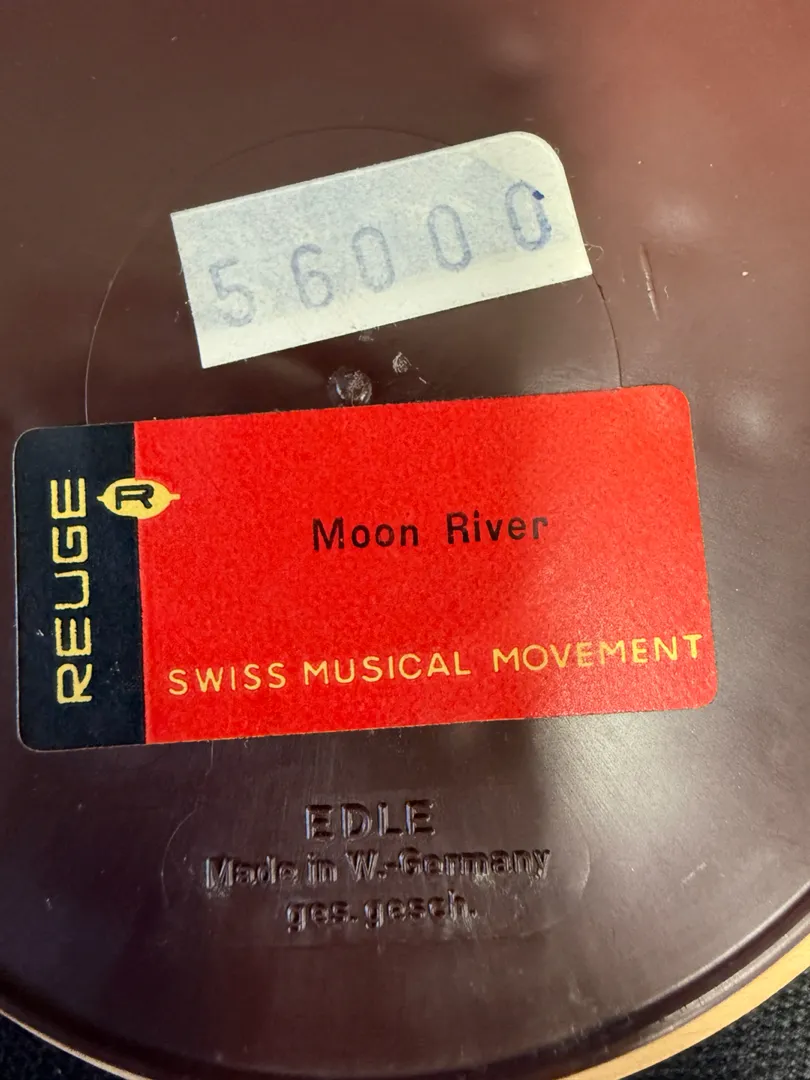 56000
REUGE
R
Moon River
SWISS MUSICAL MOVEMENT
EDLE
Made in W.-Germany
ges. gesch.